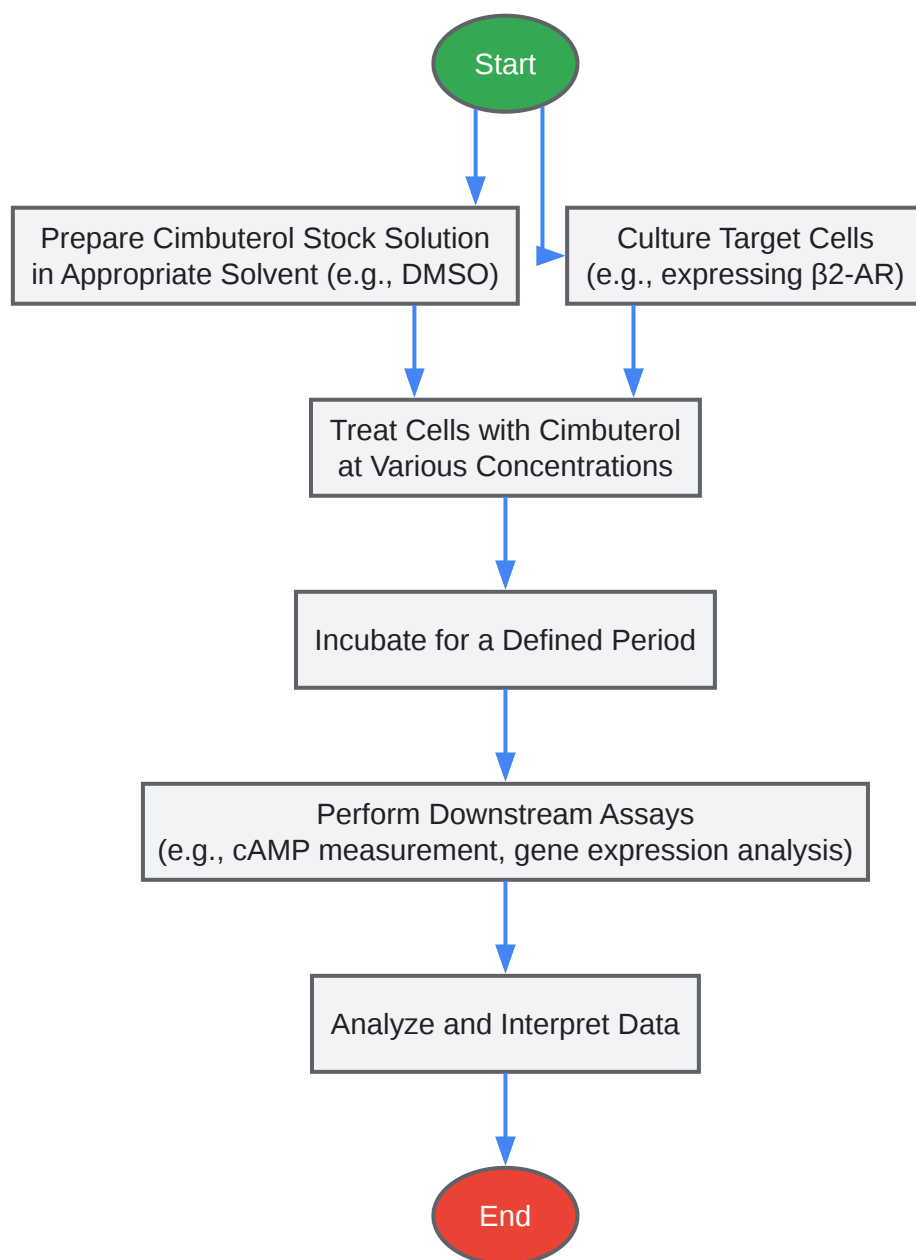 Start
Prepare Cimbuterol Stock Solution
in Appropriate Solvent (e.g., DMSO)
Culture Target Cells
(e.g., expressing β2-AR)
Treat Cells with Cimbuterol
at Various Concentrations
Incubate for a Defined Period
Perform Downstream Assays
(e.g., cAMP measurement, gene expression analysis)
Analyze and Interpret Data
End